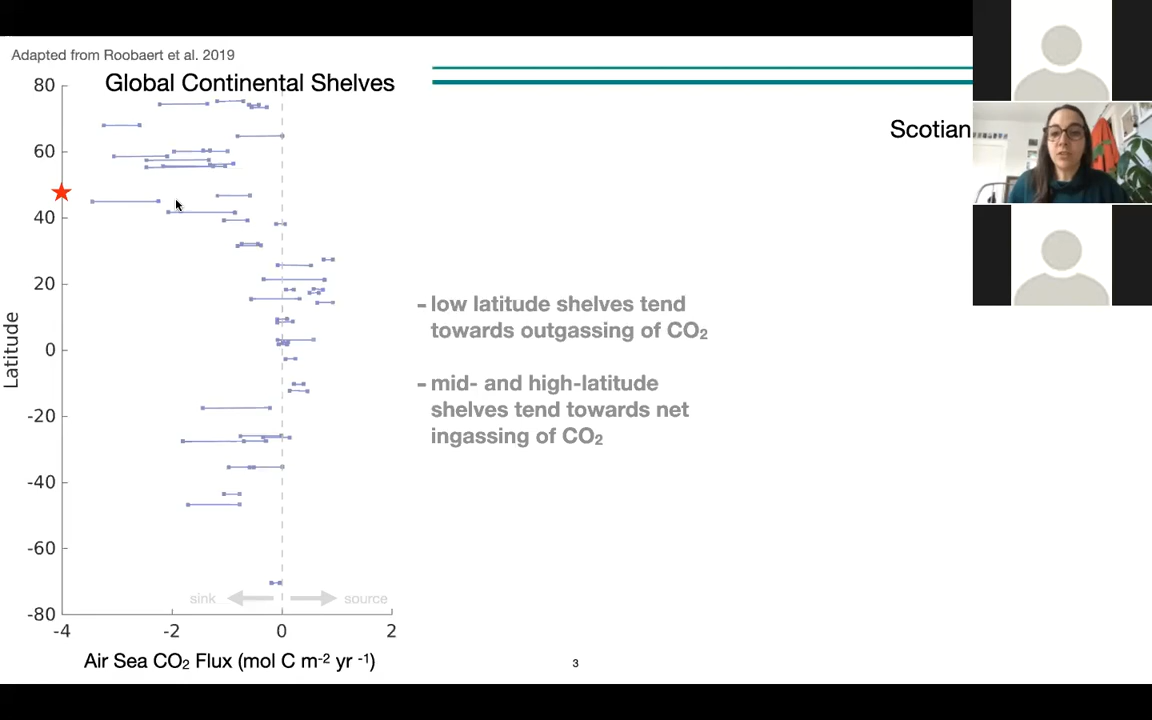 Adapted from Roobaert et al. 2019
Global Continental Shelves
Scotian
80
60
40
20
0
-20
-40
-60
-80
Latitude
-4
-2
0
2
sink
source
Air Sea CO₂ Flux (mol C m⁻² yr ⁻¹)
- low latitude shelves tend
towards outgassing of CO₂
- mid- and high-latitude
shelves tend towards net
ingassing of CO₂
3